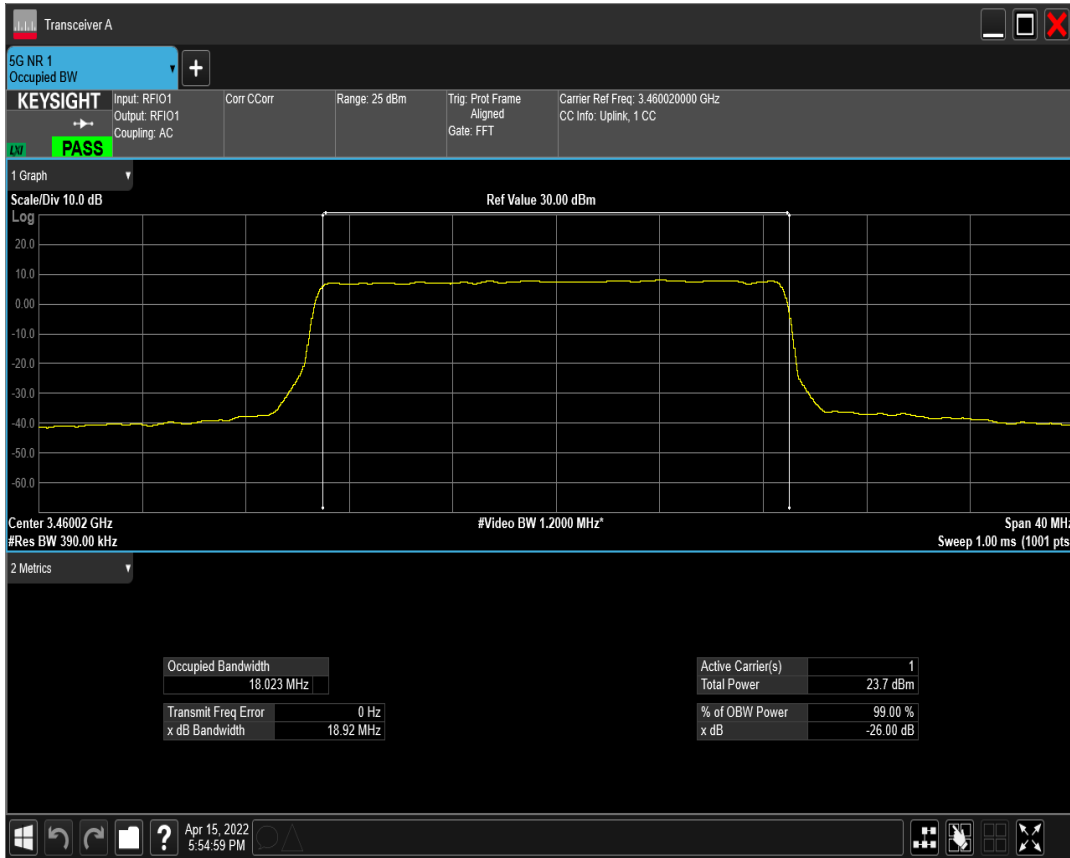 Transceiver A
5G NR 1
Occupied BW
+
KEYSIGHT
LXI
PASS
Input: RFIO1
Output: RFIO1
Coupling: AC
Corr CCorr
Range: 25 dBm
Trig: Prot Frame
Aligned
Gate: FFT
Carrier Ref Freq: 3.460020000 GHz
CC Info: Uplink, 1 CC
1 Graph
Scale/Div 10.0 dB
Ref Value 30.00 dBm
Log
20.0
10.0
0.00
-10.0
-20.0
-30.0
-40.0
-50.0
-60.0
Center 3.46002 GHz
#Video BW 1.2000 MHz*
Span 40 MHz
#Res BW 390.00 kHz
Sweep 1.00 ms (1001 pts
2 Metrics
Occupied Bandwidth
18.023 MHz
Transmit Freq Error 0 Hz
x dB Bandwidth 18.92 MHz
Active Carrier(s) 1
Total Power 23.7 dBm
% of OBW Power 99.00 %
x dB -26.00 dB
?
Apr 15, 2022
5:54:59 PM